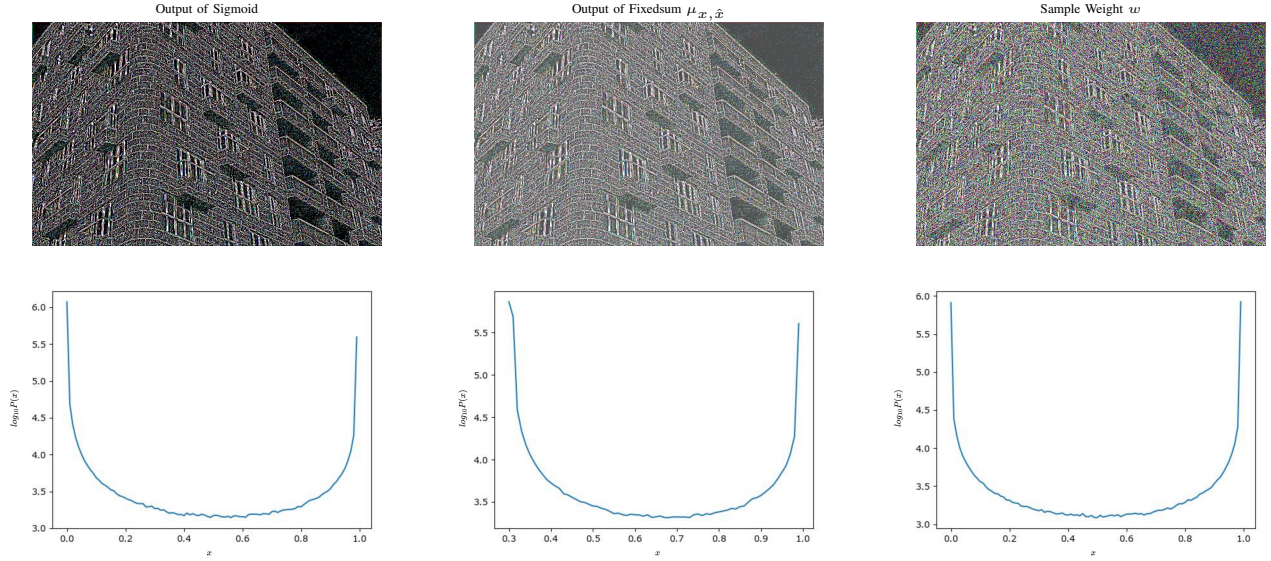 Output of Sigmoid
Output of Fixedsum μx, x̂
Sample Weight w
6.0
5.5
5.0
4.5
4.0
3.5
3.0
log10P(x)
0.0 0.2 0.4 0.6 0.8 1.0
x
5.5
5.0
4.5
4.0
3.5
log10P(x)
0.3 0.4 0.5 0.6 0.7 0.8 0.9 1.0
x
6.0
5.5
5.0
4.5
4.0
3.5
3.0
log10P(x)
0.0 0.2 0.4 0.6 0.8 1.0
x